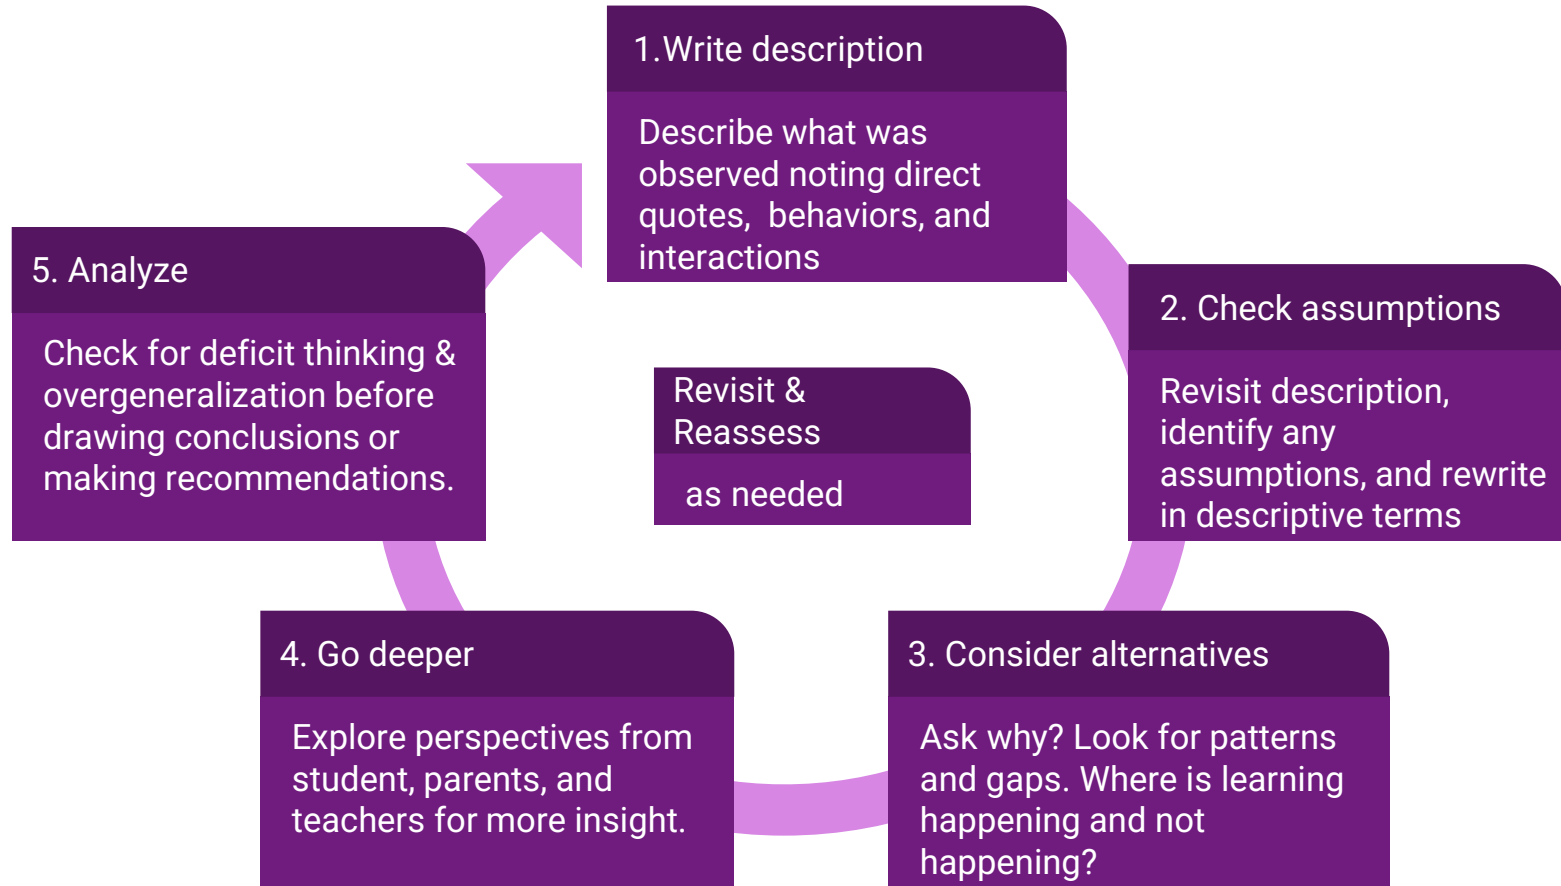 1.Write description
Describe what was
observed noting direct
quotes,  behaviors, and
interactions
2. Check assumptions
Revisit description,
identify any
assumptions, and rewrite
in descriptive terms
3. Consider alternatives
Ask why? Look for patterns
and gaps. Where is learning
happening and not
happening?
4. Go deeper
Explore perspectives from
student, parents, and
teachers for more insight.
5. Analyze
Check for deficit thinking &
overgeneralization before
drawing conclusions or
making recommendations.
Revisit &
Reassess
as needed